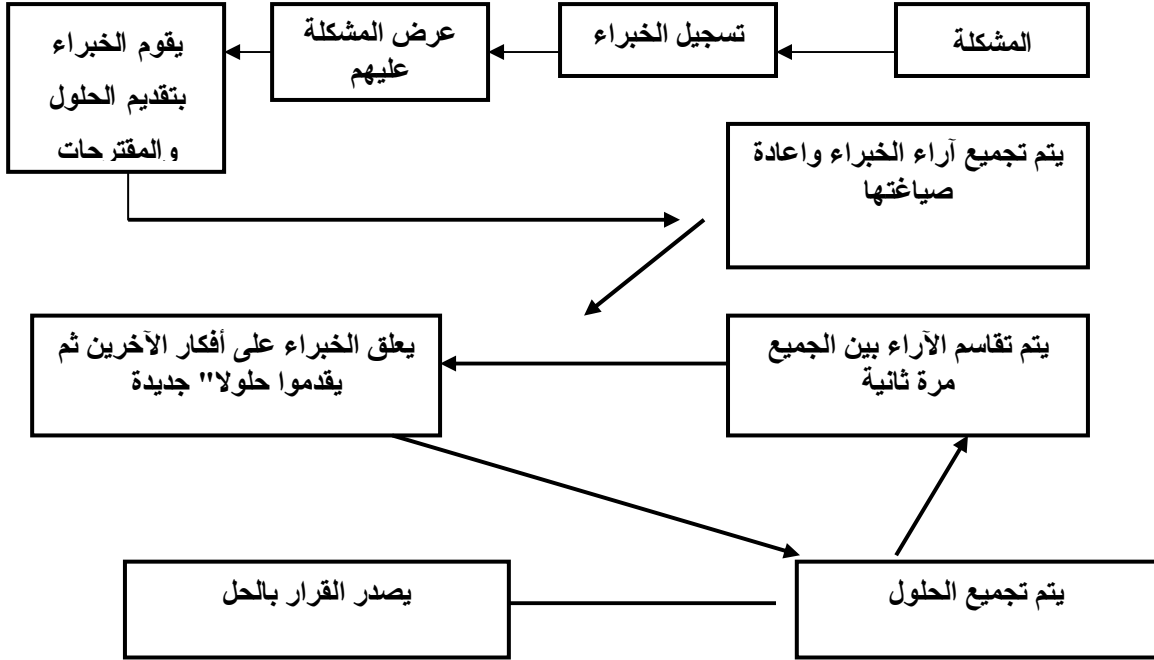 المشكلة
تسجيل الخبراء
عرض المشكلة
عليهم
يقوم الخبراء
بتقديم الحلول
والمقترحات
يتم تجميع آراء الخبراء واعادة
صياغتها
يتم تقاسم الآراء بين الجميع
مرة ثانية
يعلق الخبراء على أفكار الآخرين ثم
يقدموا حلولا" جديدة
يتم تجميع الحلول
يصدر القرار بالحل